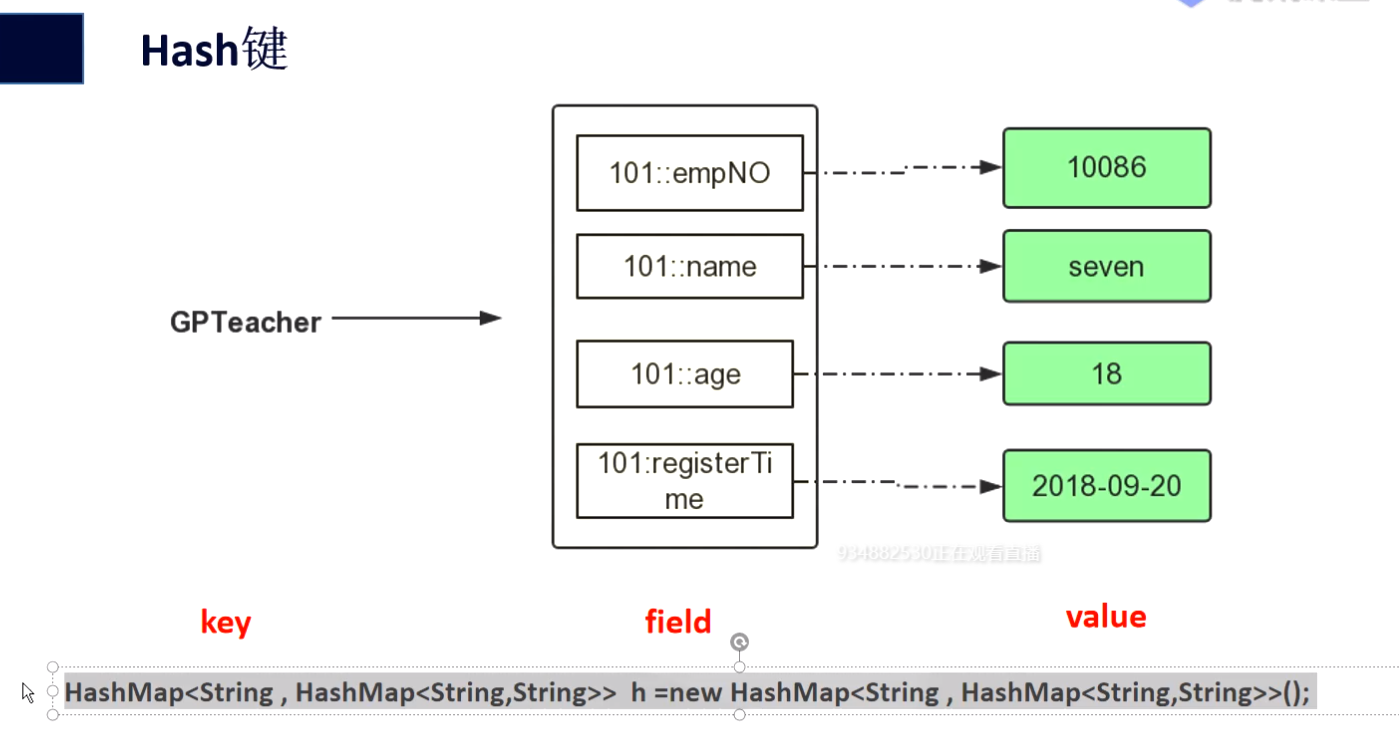 Hash键
101::empNO
10086
101::name
seven
GPTeacher
101::age
18
101:registerTi
me
2018-09-20
934882530正在观看直播
key
field
value
HashMap<String , HashMap<String,String>> h =new HashMap<String , HashMap<String,String>>();